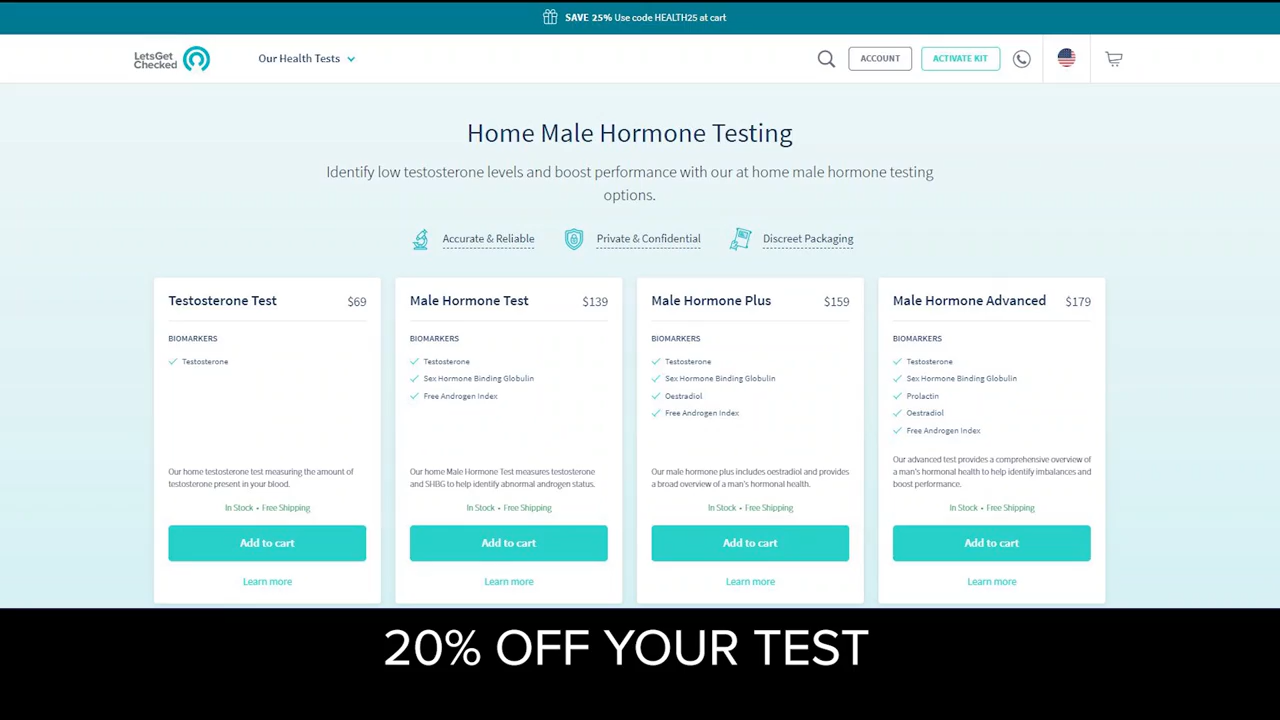 SAVE 25% Use code HEALTH25 at cart
LetsGet
Checked
Our Health Tests
ACCOUNT
ACTIVATE KIT
Home Male Hormone Testing
Identify low testosterone levels and boost performance with our at home male hormone testing
options.
Accurate & Reliable
Private & Confidential
Discreet Packaging
Testosterone Test $69
BIOMARKERS
Testosterone
Our home testosterone test measuring the amount of
testosterone present in your blood.
In Stock • Free Shipping
Add to cart
Learn more
Male Hormone Test $139
BIOMARKERS
Testosterone
Sex Hormone Binding Globulin
Free Androgen Index
Our home Male Hormone Test measures testosterone
and SHBG to help identify abnormal androgen status.
In Stock • Free Shipping
Add to cart
Learn more
Male Hormone Plus $159
BIOMARKERS
Testosterone
Sex Hormone Binding Globulin
Oestradiol
Free Androgen Index
Our male hormone plus includes oestradiol and provides
a broad overview of a man's hormonal health.
In Stock • Free Shipping
Add to cart
Learn more
Male Hormone Advanced $179
BIOMARKERS
Testosterone
Sex Hormone Binding Globulin
Prolactin
Oestradiol
Free Androgen Index
Our advanced test provides a comprehensive overview of
a man's hormonal health to help identify imbalances and
boost performance.
In Stock • Free Shipping
Add to cart
Learn more
20% OFF YOUR TEST